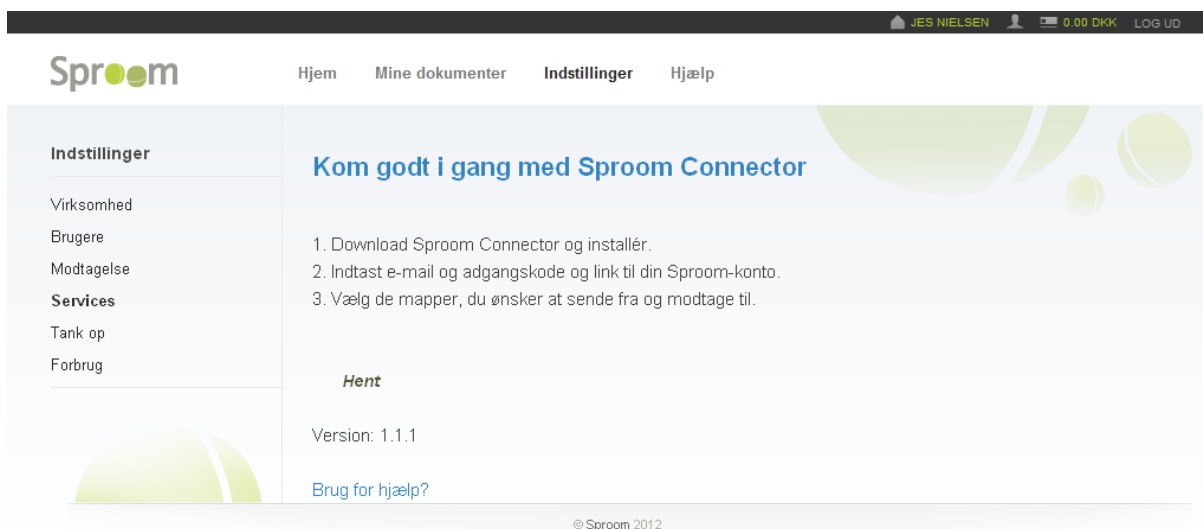 JES NIELSEN 0.00 DKK LOG UD
Sproom
Hjem Mine dokumenter Indstillinger Hjælp
Indstillinger
Virksomhed
Brugere
Modtagelse
Services
Tank op
Forbrug
Kom godt i gang med Sproom Connector
1. Download Sproom Connector og installér.
2. Indtast e-mail og adgangskode og link til din Sproom-konto.
3. Vælg de mapper, du ønsker at sende fra og modtage til.
Hent
Version: 1.1.1
Brug for hjælp?
© Sproom 2012